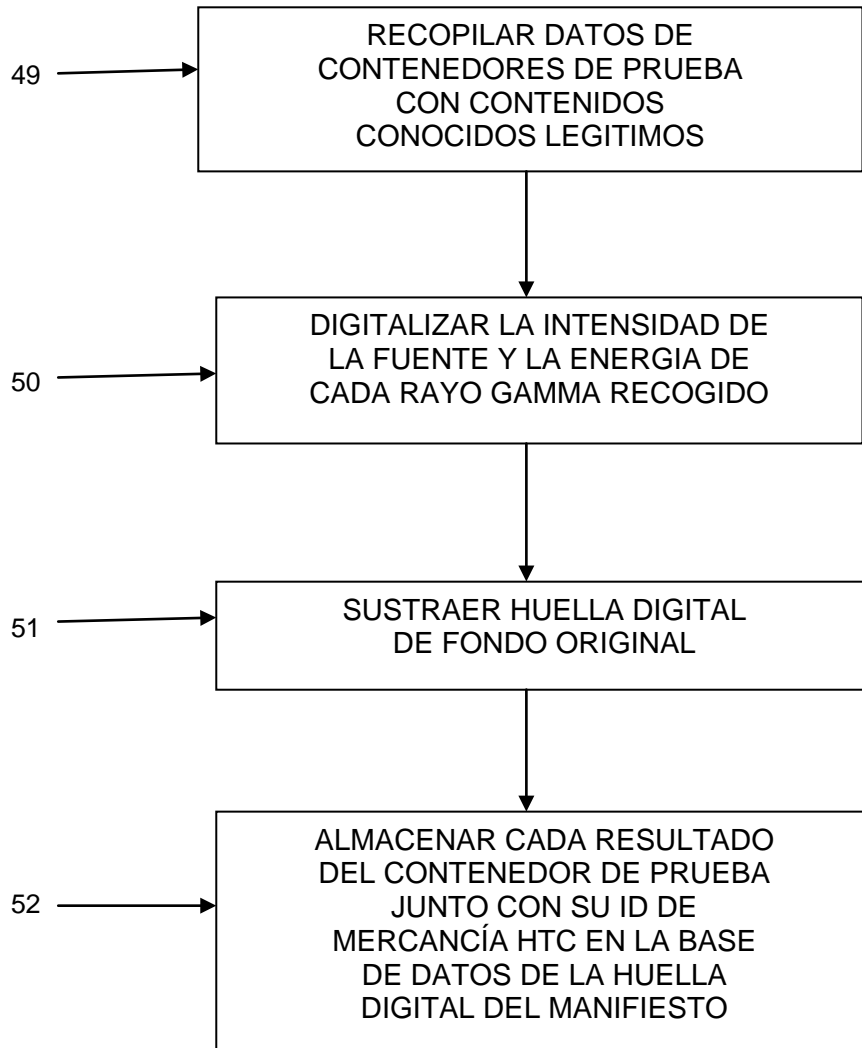 49
RECOPILAR DATOS DE
CONTENEDORES DE PRUEBA
CON CONTENIDOS
CONOCIDOS LEGITIMOS
50
DIGITALIZAR LA INTENSIDAD DE
LA FUENTE Y LA ENERGIA DE
CADA RAYO GAMMA RECOGIDO
51
SUSTRAER HUELLA DIGITAL
DE FONDO ORIGINAL
52
ALMACENAR CADA RESULTADO
DEL CONTENEDOR DE PRUEBA
JUNTO CON SU ID DE
MERCANCÍA HTC EN LA BASE
DE DATOS DE LA HUELLA
DIGITAL DEL MANIFIESTO